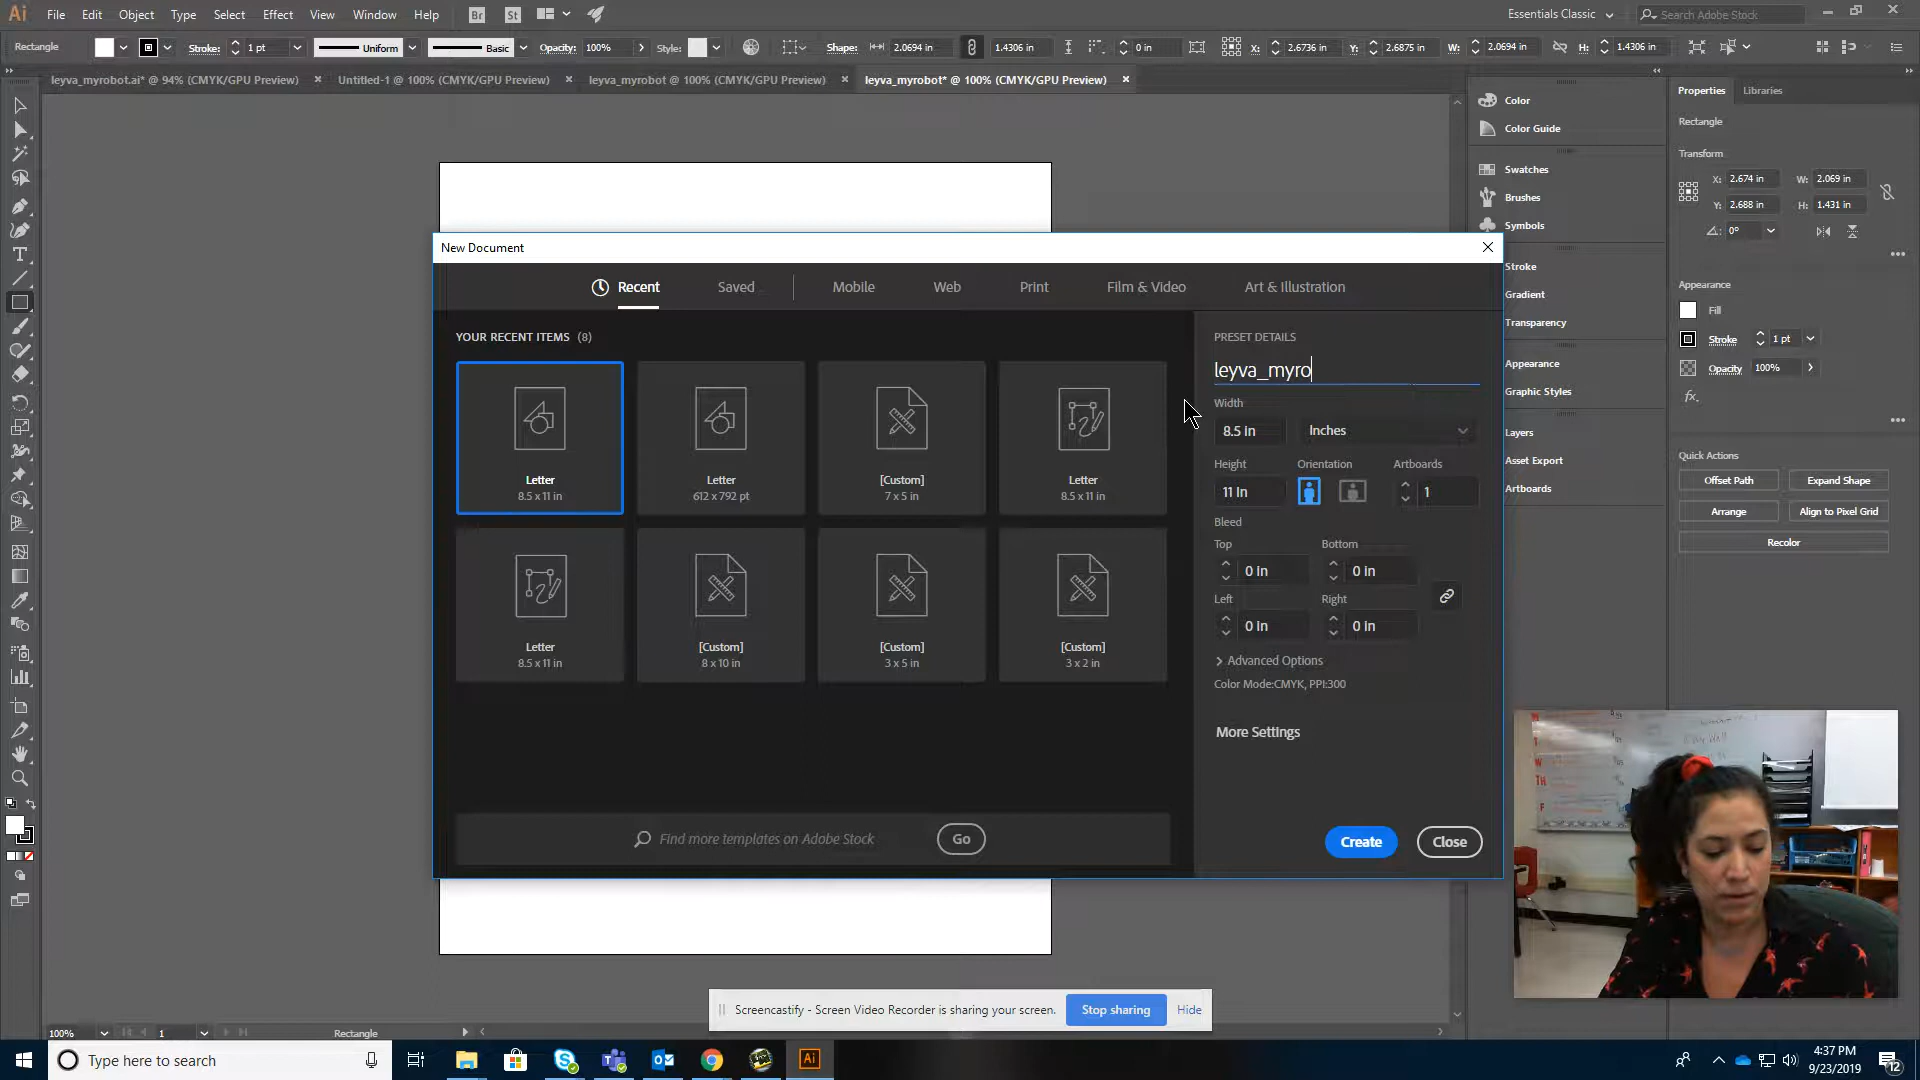 Ai File Edit Object Type Select Effect View Window Help Br St Essentials Classic Search Adobe Stock
Rectangle Stroke: 1 pt Uniform Basic Opacity: 100% Style: Shape: 2.0694 in 1.4306 in 0 in X: 2.6736 in Y: 2.6875 in W: 2.0694 in H: 1.4306 in
leyva_myrobot.ai* @ 94% (CMYK/GPU Preview) Untitled-1 @ 100% (CMYK/GPU Preview) leyva_myrobot @ 100% (CMYK/GPU Preview) leyva_myrobot* @ 100% (CMYK/GPU Preview)
New Document
Recent Saved Mobile Web Print Film & Video Art & Illustration
YOUR RECENT ITEMS (8)
Letter
8.5 x 11 in
Letter
612 x 792 pt
[Custom]
7 x 5 in
Letter
8.5 x 11 in
Letter
8.5 x 11 in
[Custom]
8 x 10 in
[Custom]
3 x 5 in
[Custom]
3 x 2 in
Find more templates on Adobe Stock Go
PRESET DETAILS
leyva_myro
Width
8.5 in Inches
Height Orientation Artboards
11 in 1
Bleed
Top Bottom
0 in 0 in
Left Right
0 in 0 in
Advanced Options
Color Mode:CMYK, PPI:300
More Settings
Create Close
Color
Color Guide
Swatches
Brushes
Symbols
Stroke
Gradient
Transparency
Appearance
Graphic Styles
Layers
Asset Export
Artboards
Properties Libraries
Rectangle
Transform
X: 2.674 in W: 2.069 in
Y: 2.688 in H: 1.431 in
0°
Appearance
Fill
Stroke 1 pt
Opacity 100%
fx.
Quick Actions
Offset Path Expand Shape
Arrange Align to Pixel Grid
Recolor
W
TH
F
Screencastify - Screen Video Recorder is sharing your screen. Stop sharing Hide
100% 1 Rectangle
Type here to search
Ai
4:37 PM
9/23/2019
12